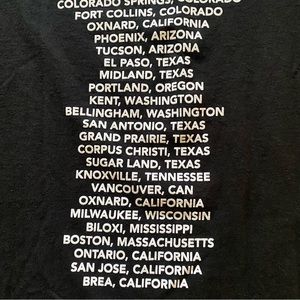 COLORADO SPRINGS, COLORADO
FORT COLLINS, COLORADO
OXNARD, CALIFORNIA
PHOENIX, ARIZONA
TUCSON, ARIZONA
EL PASO, TEXAS
MIDLAND, TEXAS
PORTLAND, OREGON
KENT, WASHINGTON
BELLINGHAM, WASHINGTON
SAN ANTONIO, TEXAS
GRAND PRAIRIE, TEXAS
CORPUS CHRISTI, TEXAS
SUGAR LAND, TEXAS
KNOXVILLE, TENNESSEE
VANCOUVER, CAN
OXNARD, CALIFORNIA
MILWAUKEE, WISCONSIN
BILOXI, MISSISSIPPI
BOSTON, MASSACHUSETTS
ONTARIO, CALIFORNIA
SAN JOSE, CALIFORNIA
BREA, CALIFORNIA